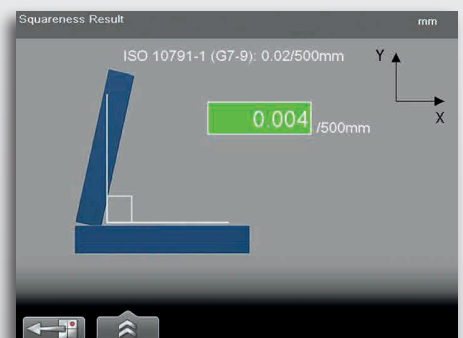 Squareness Result mm
ISO 10791-1 (G7-9): 0.02/500mm
Y
0.004 /500mm
X